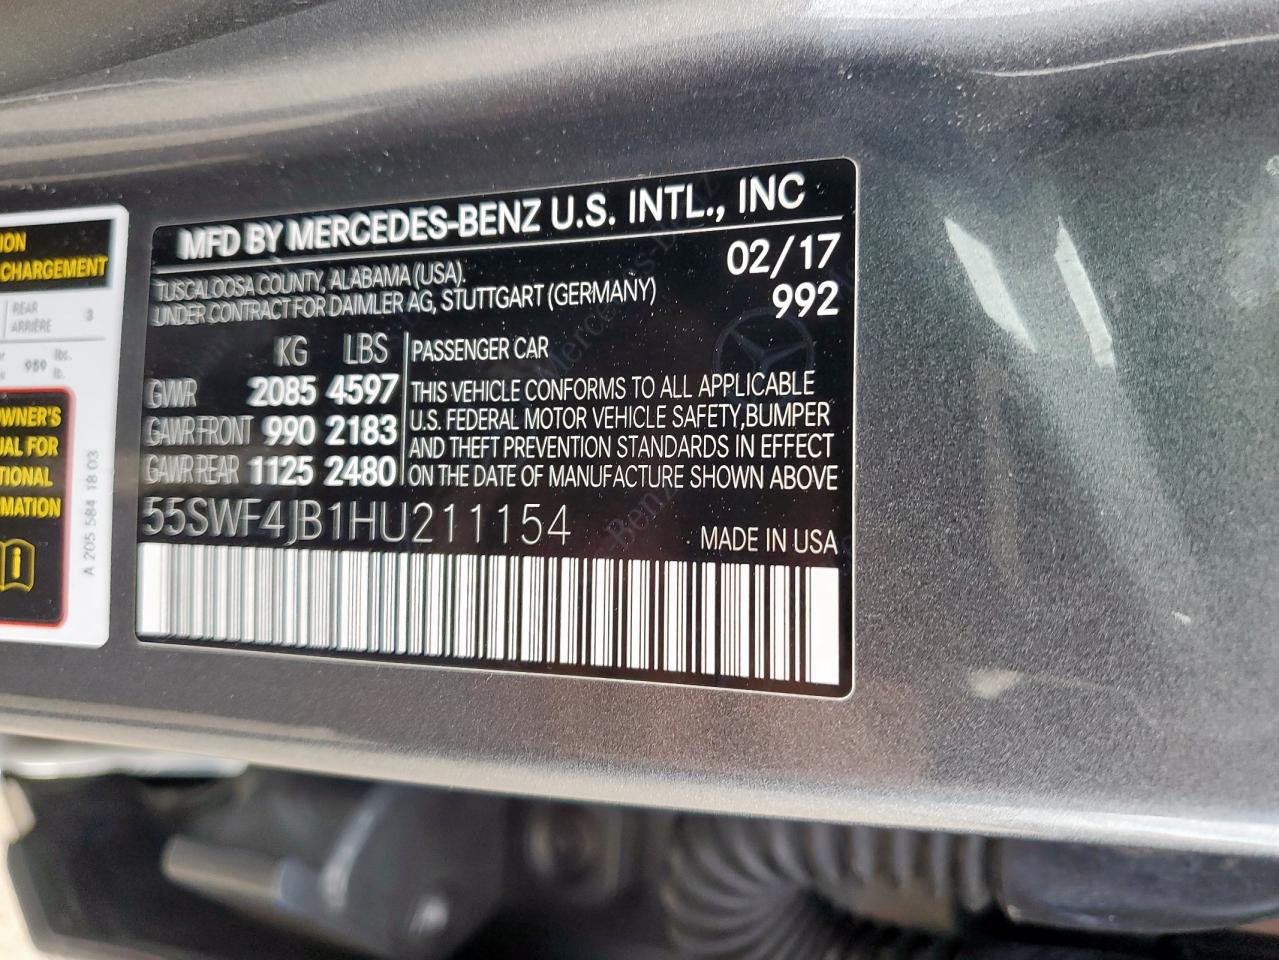 ION
CHARGEMENT
REAR
ARRIÈRE 3
959 lbs.
lb.
OWNER'S
UAL FOR
TIONAL
MATION
A 205 584 18 03
MFD BY MERCEDES-BENZ U.S. INTL., INC
TUSCALOOSA COUNTY, ALABAMA (USA). 02/17
UNDER CONTRACT FOR DAIMLER AG, STUTTGART (GERMANY) 992
KG LBS PASSENGER CAR
GVWR 2085 4597 THIS VEHICLE CONFORMS TO ALL APPLICABLE
U.S. FEDERAL MOTOR VEHICLE SAFETY,BUMPER
GAWR FRONT 990 2183 AND THEFT PREVENTION STANDARDS IN EFFECT
GAWR REAR 1125 2480 ON THE DATE OF MANUFACTURE SHOWN ABOVE
55SWF4JB1HU211154
MADE IN USA